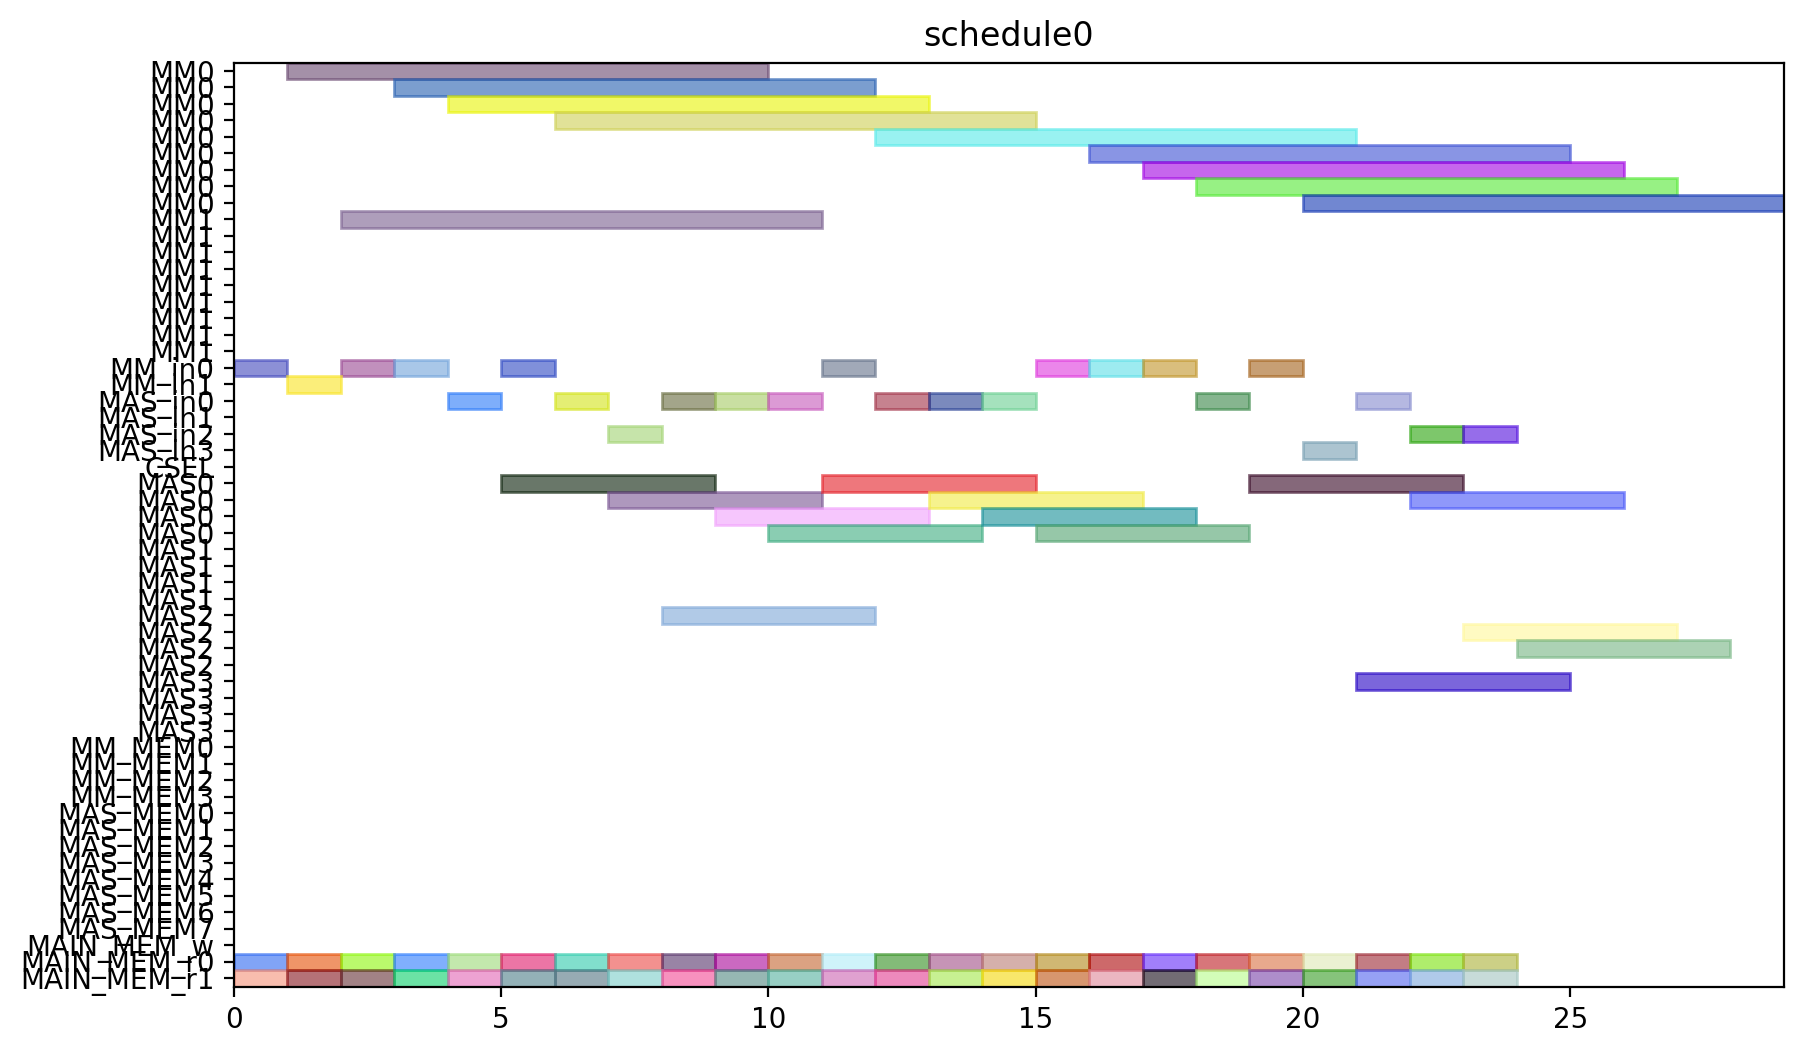 schedule0
MM0
MM0
MM0
MM0
MM0
MM0
MM0
MM0
MM0
MM1
MM1
MM1
MM1
MM1
MM1
MM1
MM1
MM1
MM_in0
MM_in1
MAS_in0
MAS_in1
MAS_in2
MAS_in3
CSEL
MAS0
MAS0
MAS0
MAS0
MAS1
MAS1
MAS1
MAS1
MAS2
MAS2
MAS2
MAS2
MAS3
MAS3
MAS3
MAS3
MM_MEM0
MM_MEM1
MM_MEM2
MM_MEM3
MAS_MEM0
MAS_MEM1
MAS_MEM2
MAS_MEM3
MAS_MEM4
MAS_MEM5
MAS_MEM6
MAS_MEM7
MAIN_MEM_w
MAIN_MEM_r0
MAIN_MEM_r1
0 5 10 15 20 25